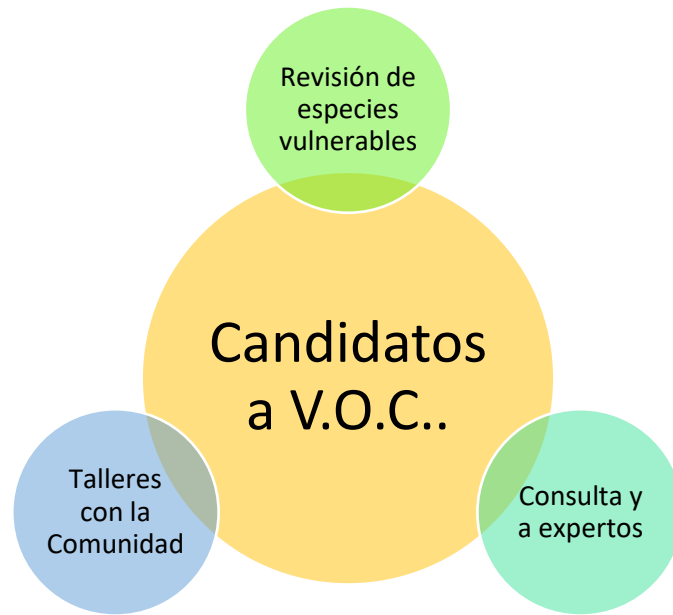 Revisión de
especies
vulnerables
Candidatos
a V.O.C..
Talleres
con la
Comunidad
Consulta y
a expertos